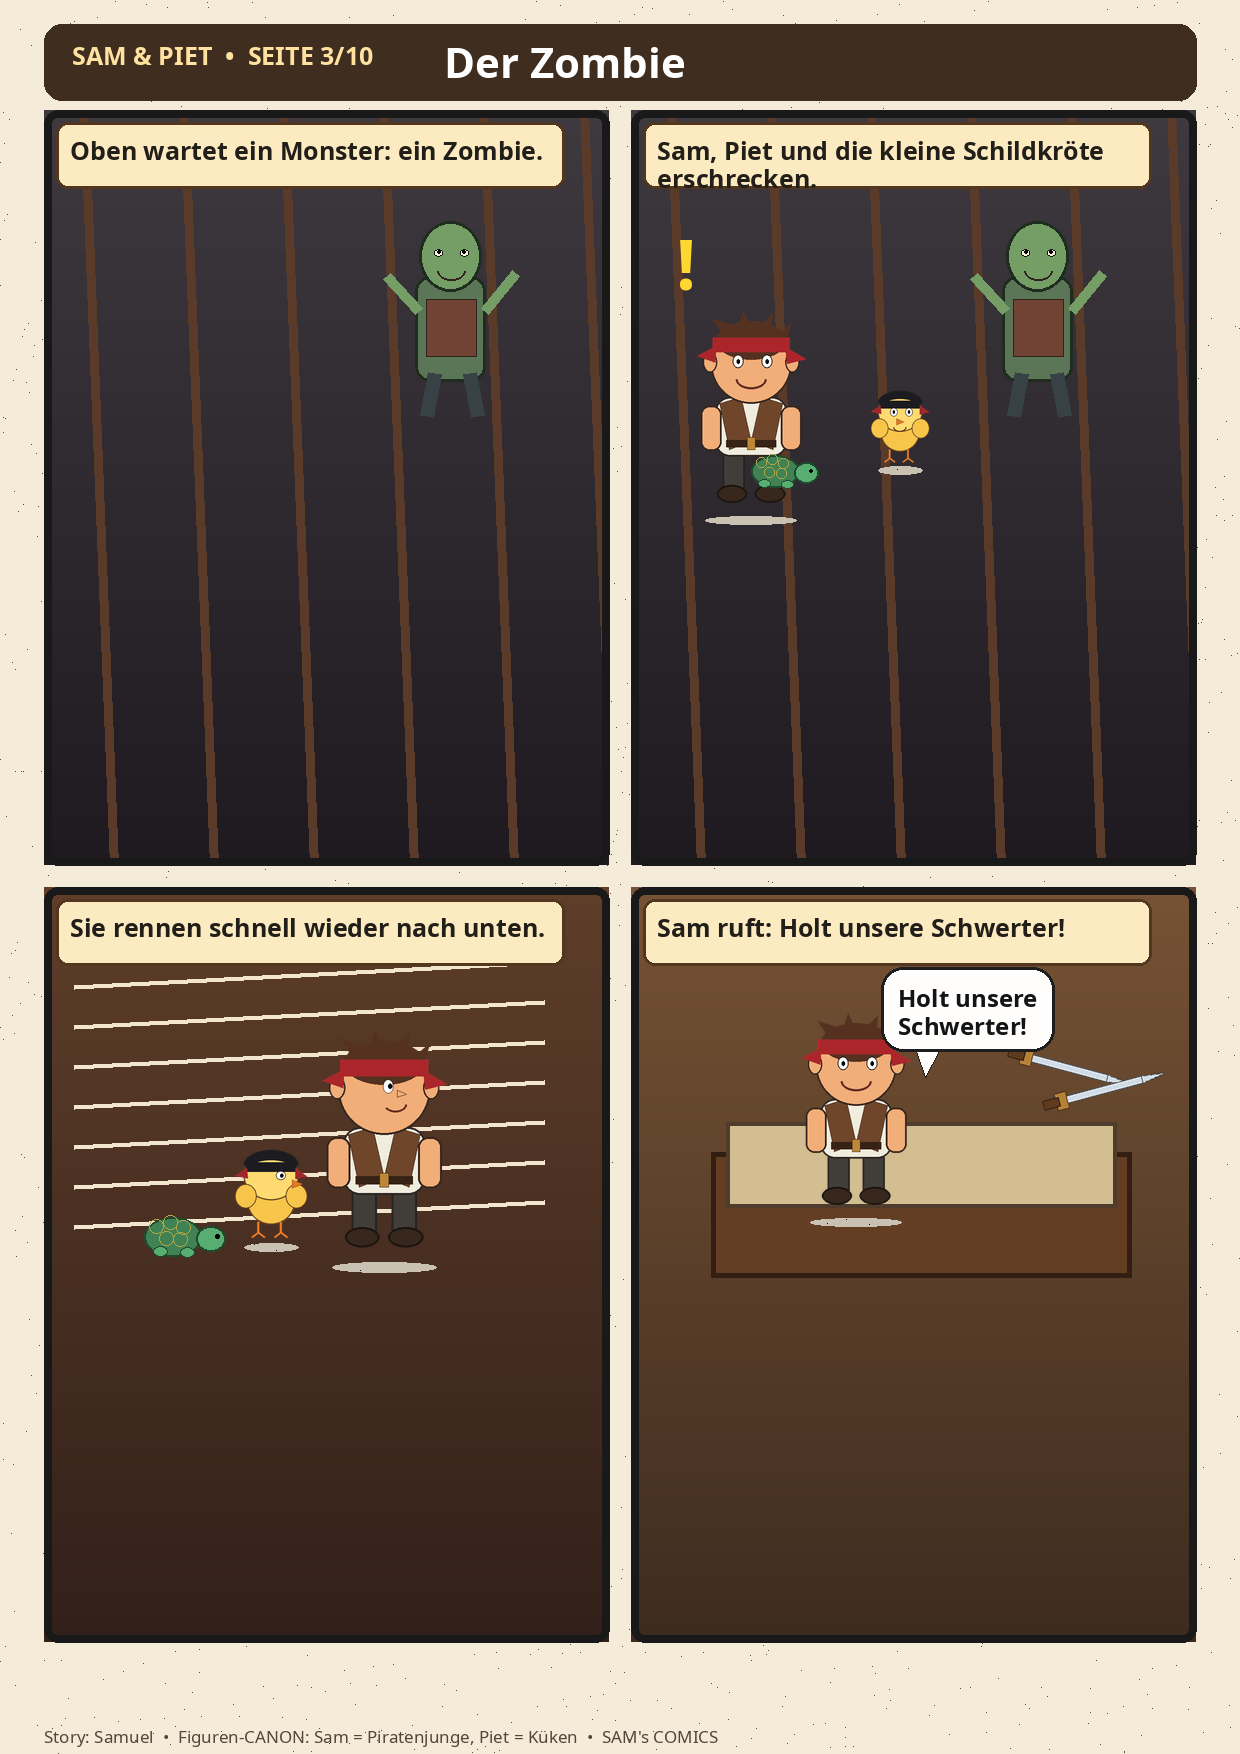 SAM & PIET • SEITE 3/10
Der Zombie
Oben wartet ein Monster: ein Zombie.
Sam, Piet und die kleine Schildkröte
erschrecken.
!
Sie rennen schnell wieder nach unten.
Sam ruft: Holt unsere Schwerter!
Holt unsere
Schwerter!
Story: Samuel • Figuren-CANON: Sam = Piratenjunge, Piet = Küken • SAM's COMICS